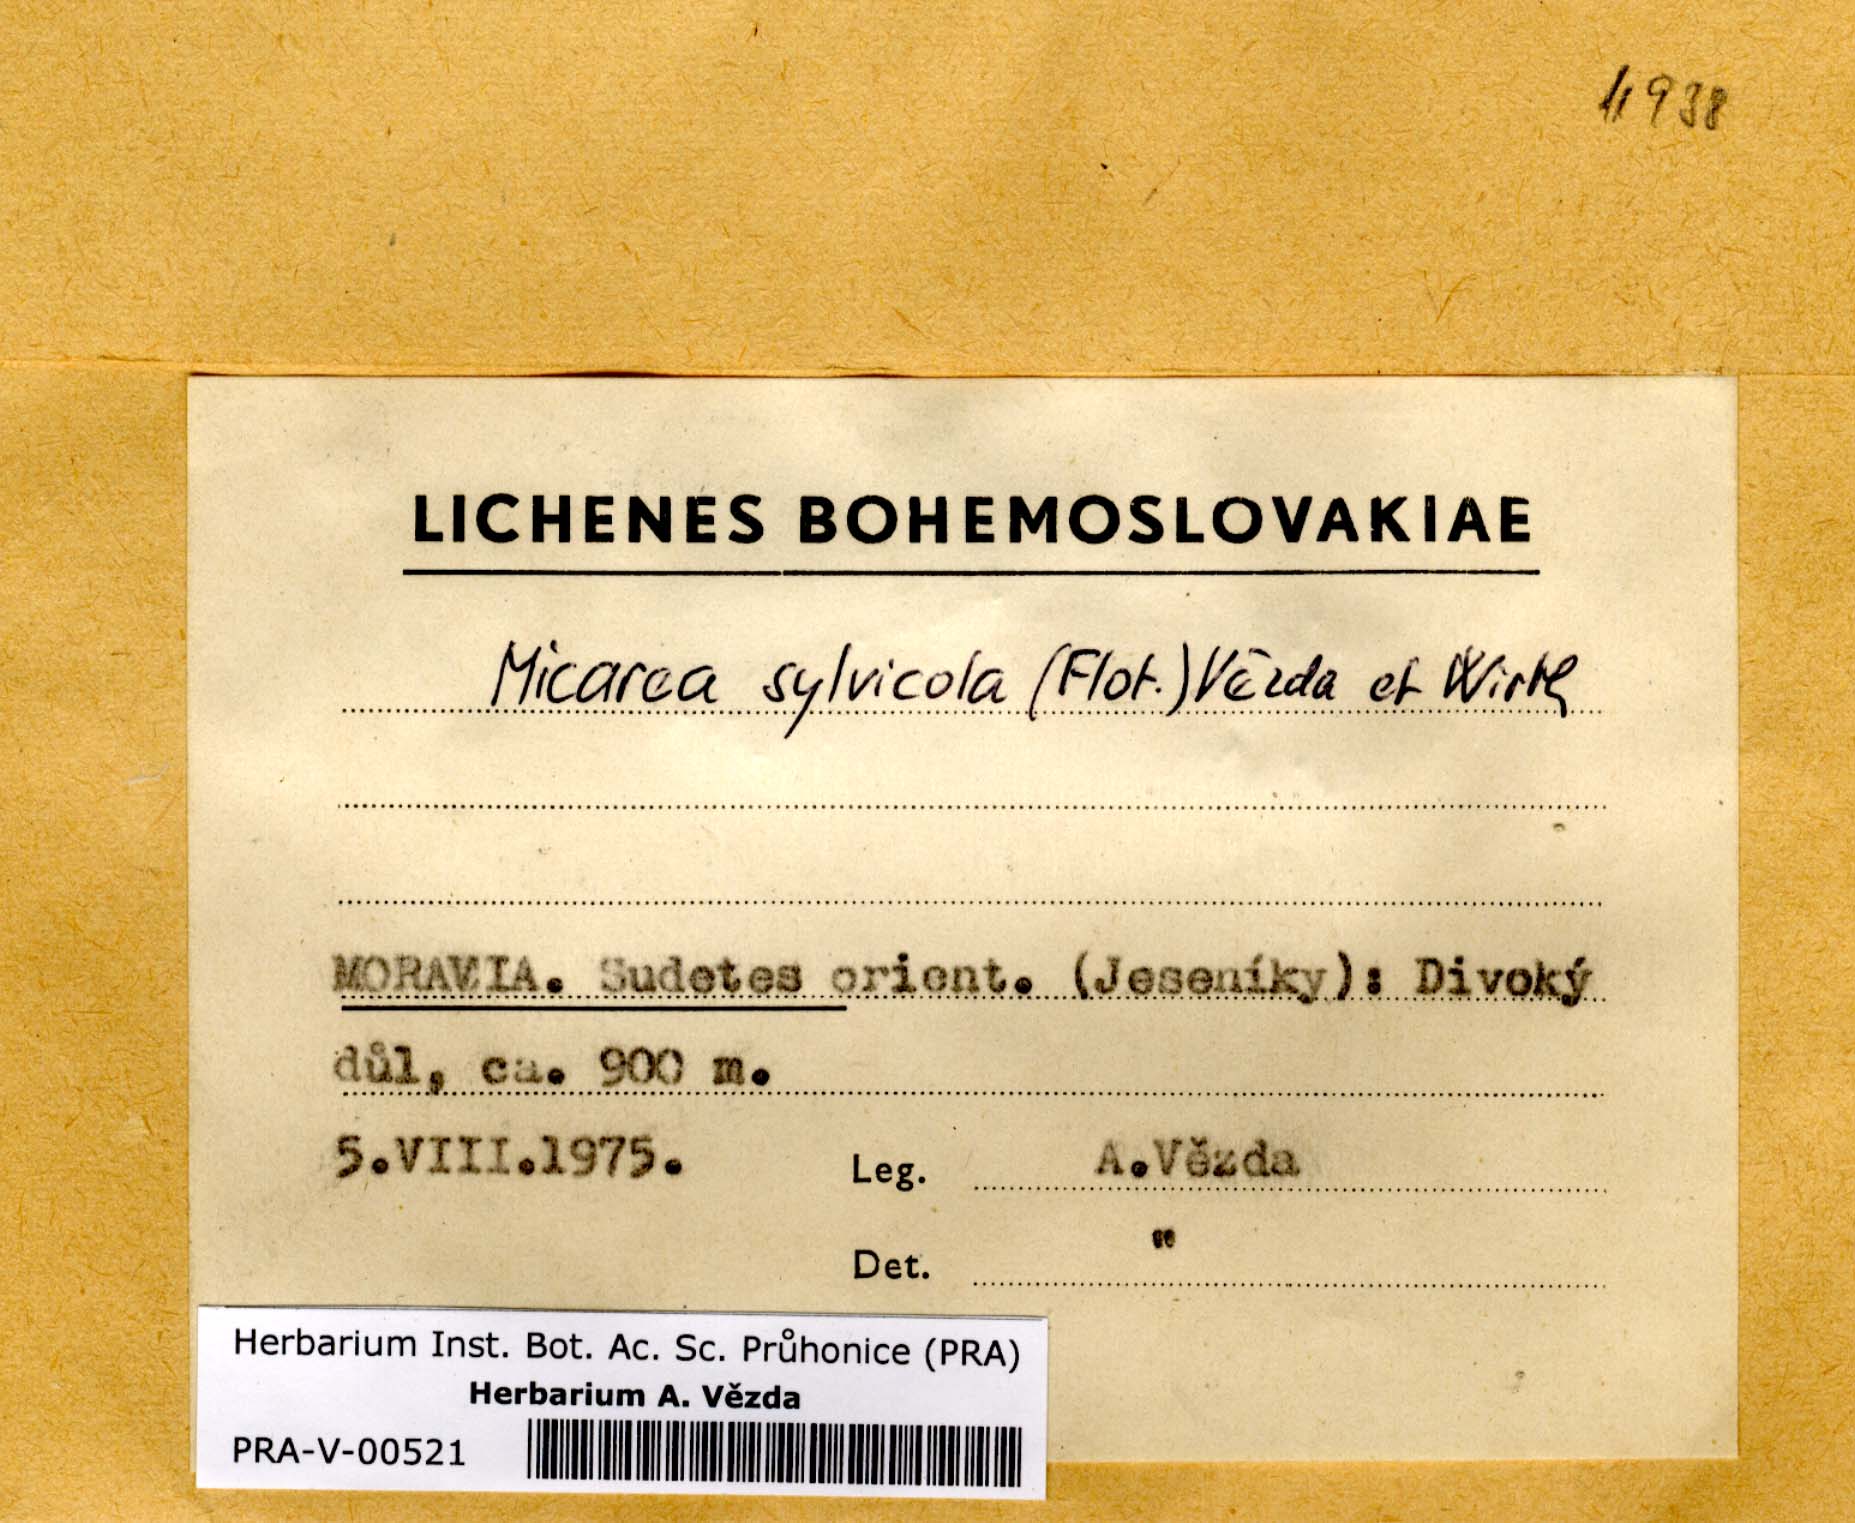 4938
LICHENES BOHEMOSLOVAKIAE
Micarea sylvicola (Flot.) Vězda et Wirth
MORAVIA. Sudetes orient. (Jeseníky): Divoký
důl, ca. 900 m.
5.VIII.1975. Leg. A.Vězda
Det. "
Herbarium Inst. Bot. Ac. Sc. Průhonice (PRA)
Herbarium A. Vězda
PRA-V-00521